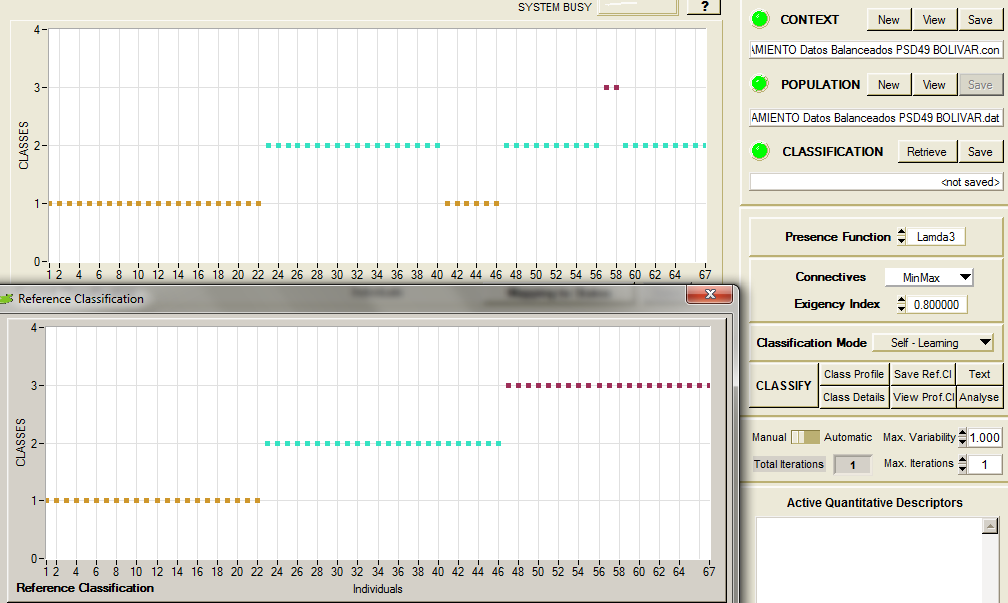 SYSTEM BUSY
?
CLASSES
4
3
2
1
0
1 2 4 6 8 10 12 14 16 18 20 22 24 26 28 30 32 34 36 38 40 42 44 46 48 50 52 54 56 58 60 62 64 67
Reference Classification
X
CLASSES
4
3
2
1
0
1 2 4 6 8 10 12 14 16 18 20 22 24 26 28 30 32 34 36 38 40 42 44 46 48 50 52 54 56 58 60 62 64 67
Reference Classification
Individuals
CONTEXT New View Save
AMIENTO Datos Balanceados PSD49 BOLIVAR.con
POPULATION New View Save
AMIENTO Datos Balanceados PSD49 BOLIVAR.dat
CLASSIFICATION Retrieve Save
<not saved>
Presence Function Lamda3
Connectives MinMax
Exigency Index 0.800000
Classification Mode Self - Learning
CLASSIFY
Class Profile Save Ref.Cl Text
Class Details View Prof.Cl Analyse
Manual Automatic Max. Variability 1.000
Total Iterations 1 Max. Iterations 1
Active Quantitative Descriptors